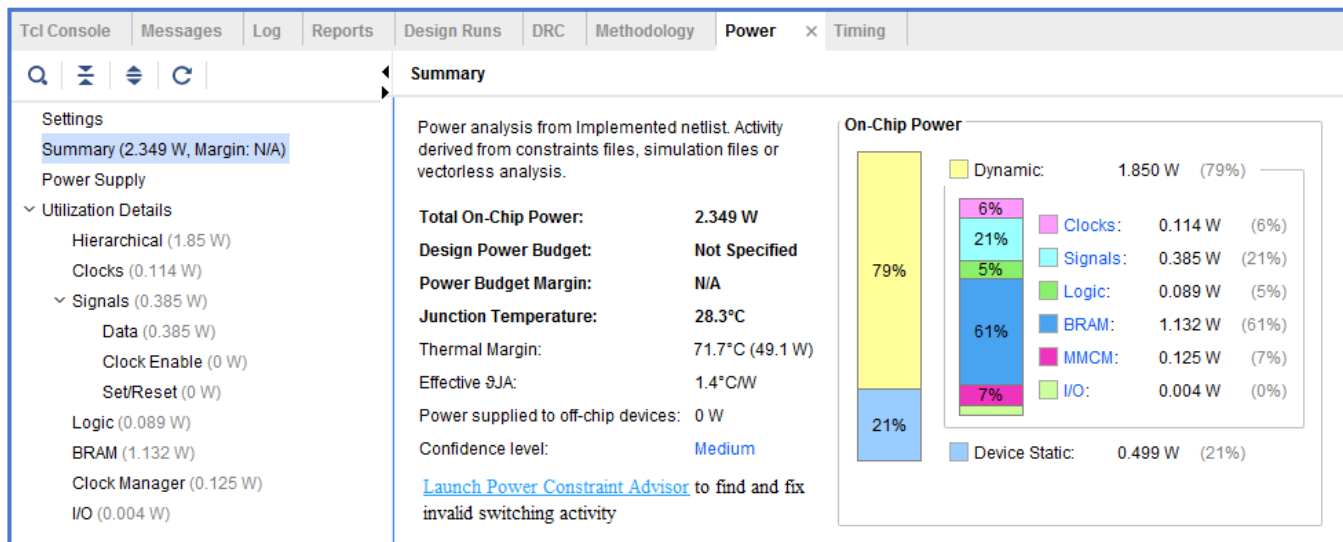 Tcl Console Messages Log Reports Design Runs DRC Methodology Power × Timing
Summary
Settings
Summary (2.349 W, Margin: N/A)
Power Supply
Utilization Details
Hierarchical (1.85 W)
Clocks (0.114 W)
Signals (0.385 W)
Data (0.385 W)
Clock Enable (0 W)
Set/Reset (0 W)
Logic (0.089 W)
BRAM (1.132 W)
Clock Manager (0.125 W)
I/O (0.004 W)
Power analysis from Implemented netlist. Activity
derived from constraints files, simulation files or
vectorless analysis.
Total On-Chip Power: 2.349 W
Design Power Budget: Not Specified
Power Budget Margin: N/A
Junction Temperature: 28.3°C
Thermal Margin: 71.7°C (49.1 W)
Effective ϑJA: 1.4°C/W
Power supplied to off-chip devices: 0 W
Confidence level: Medium
Launch Power Constraint Advisor to find and fix
invalid switching activity
On-Chip Power
79%
21%
Dynamic: 1.850 W (79%)
6%
21%
5%
61%
7%
Clocks: 0.114 W (6%)
Signals: 0.385 W (21%)
Logic: 0.089 W (5%)
BRAM: 1.132 W (61%)
MMCM: 0.125 W (7%)
I/O: 0.004 W (0%)
Device Static: 0.499 W (21%)